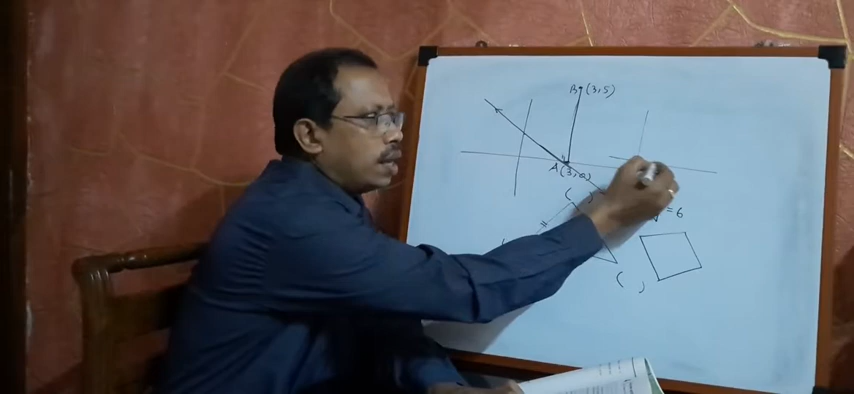 B (3,5)
A (3,0)
( )
= 6
( )